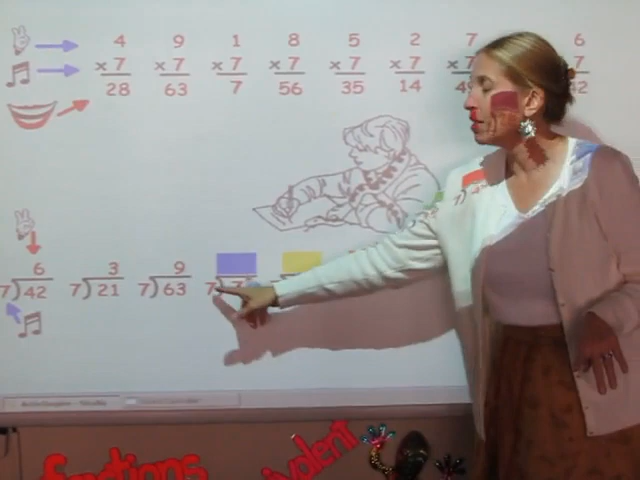 4 9 1 8 5 2 7 6
x 7 x 7 x 7 x 7 x 7 x 7 x 7 7
28 63 7 56 35 14 42
6 3 9
7)42 7)21 7)63 7
fractions